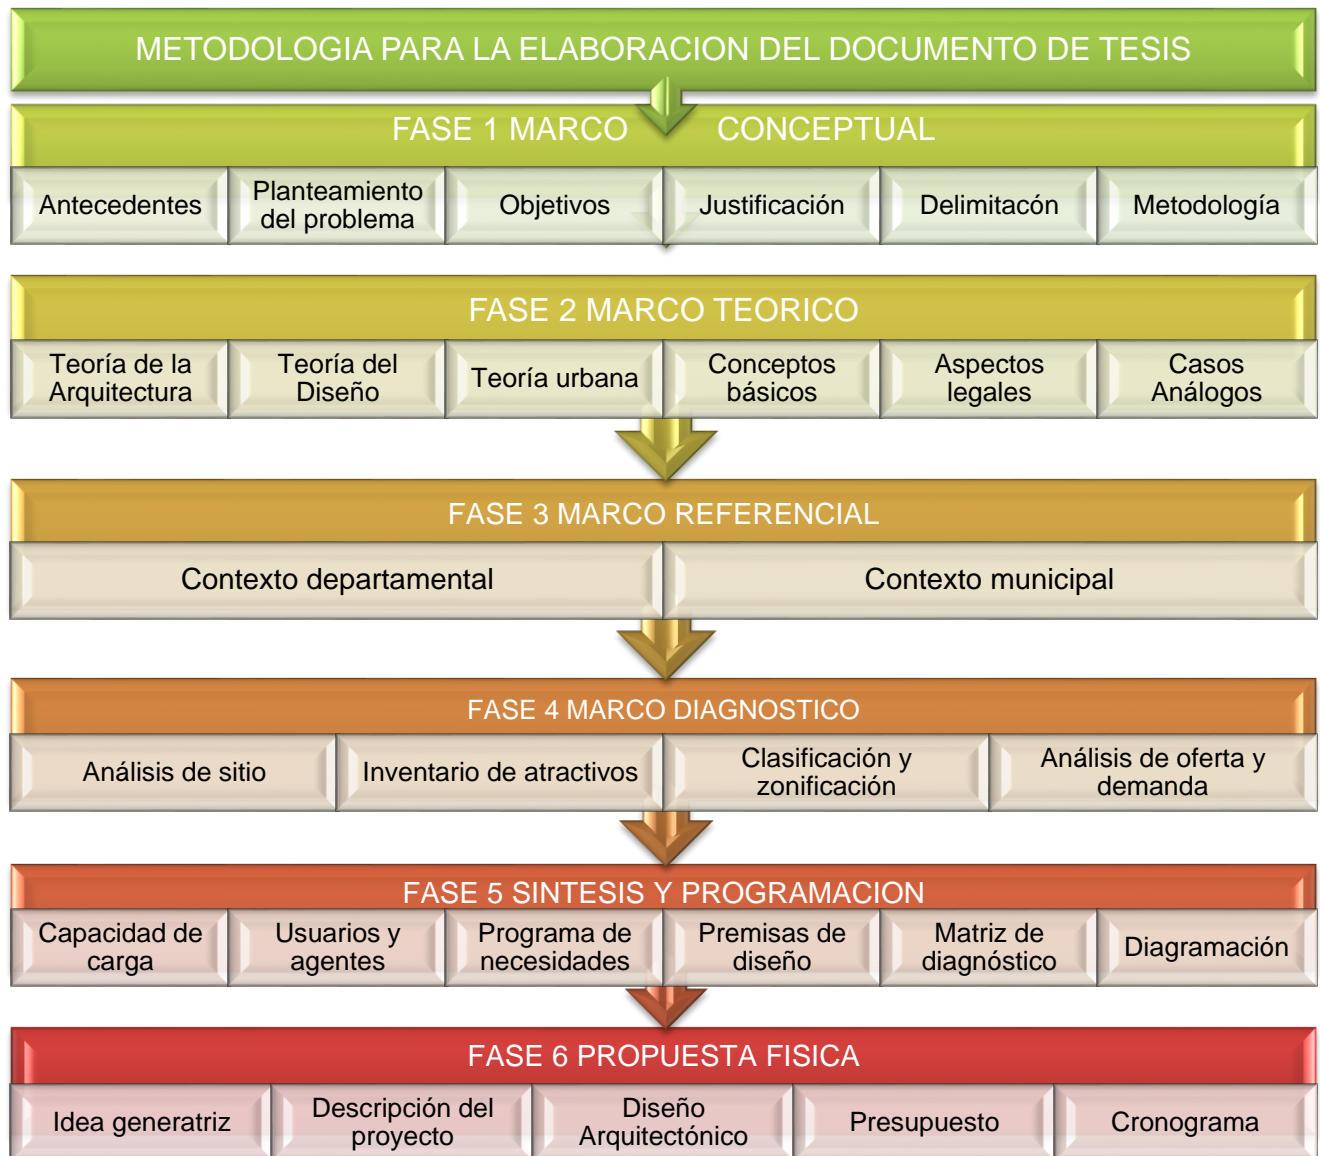 METODOLOGIA PARA LA ELABORACION DEL DOCUMENTO DE TESIS
FASE 1 MARCO CONCEPTUAL
Antecedentes
Planteamiento
del problema
Objetivos
Justificación
Delimitacón
Metodología
FASE 2 MARCO TEORICO
Teoría de la
Arquitectura
Teoría del
Diseño
Teoría urbana
Conceptos
básicos
Aspectos
legales
Casos
Análogos
FASE 3 MARCO REFERENCIAL
Contexto departamental
Contexto municipal
FASE 4 MARCO DIAGNOSTICO
Análisis de sitio
Inventario de atractivos
Clasificación y
zonificación
Análisis de oferta y
demanda
FASE 5 SINTESIS Y PROGRAMACION
Capacidad de
carga
Usuarios y
agentes
Programa de
necesidades
Premisas de
diseño
Matriz de
diagnóstico
Diagramación
FASE 6 PROPUESTA FISICA
Idea generatriz
Descripción del
proyecto
Diseño
Arquitectónico
Presupuesto
Cronograma